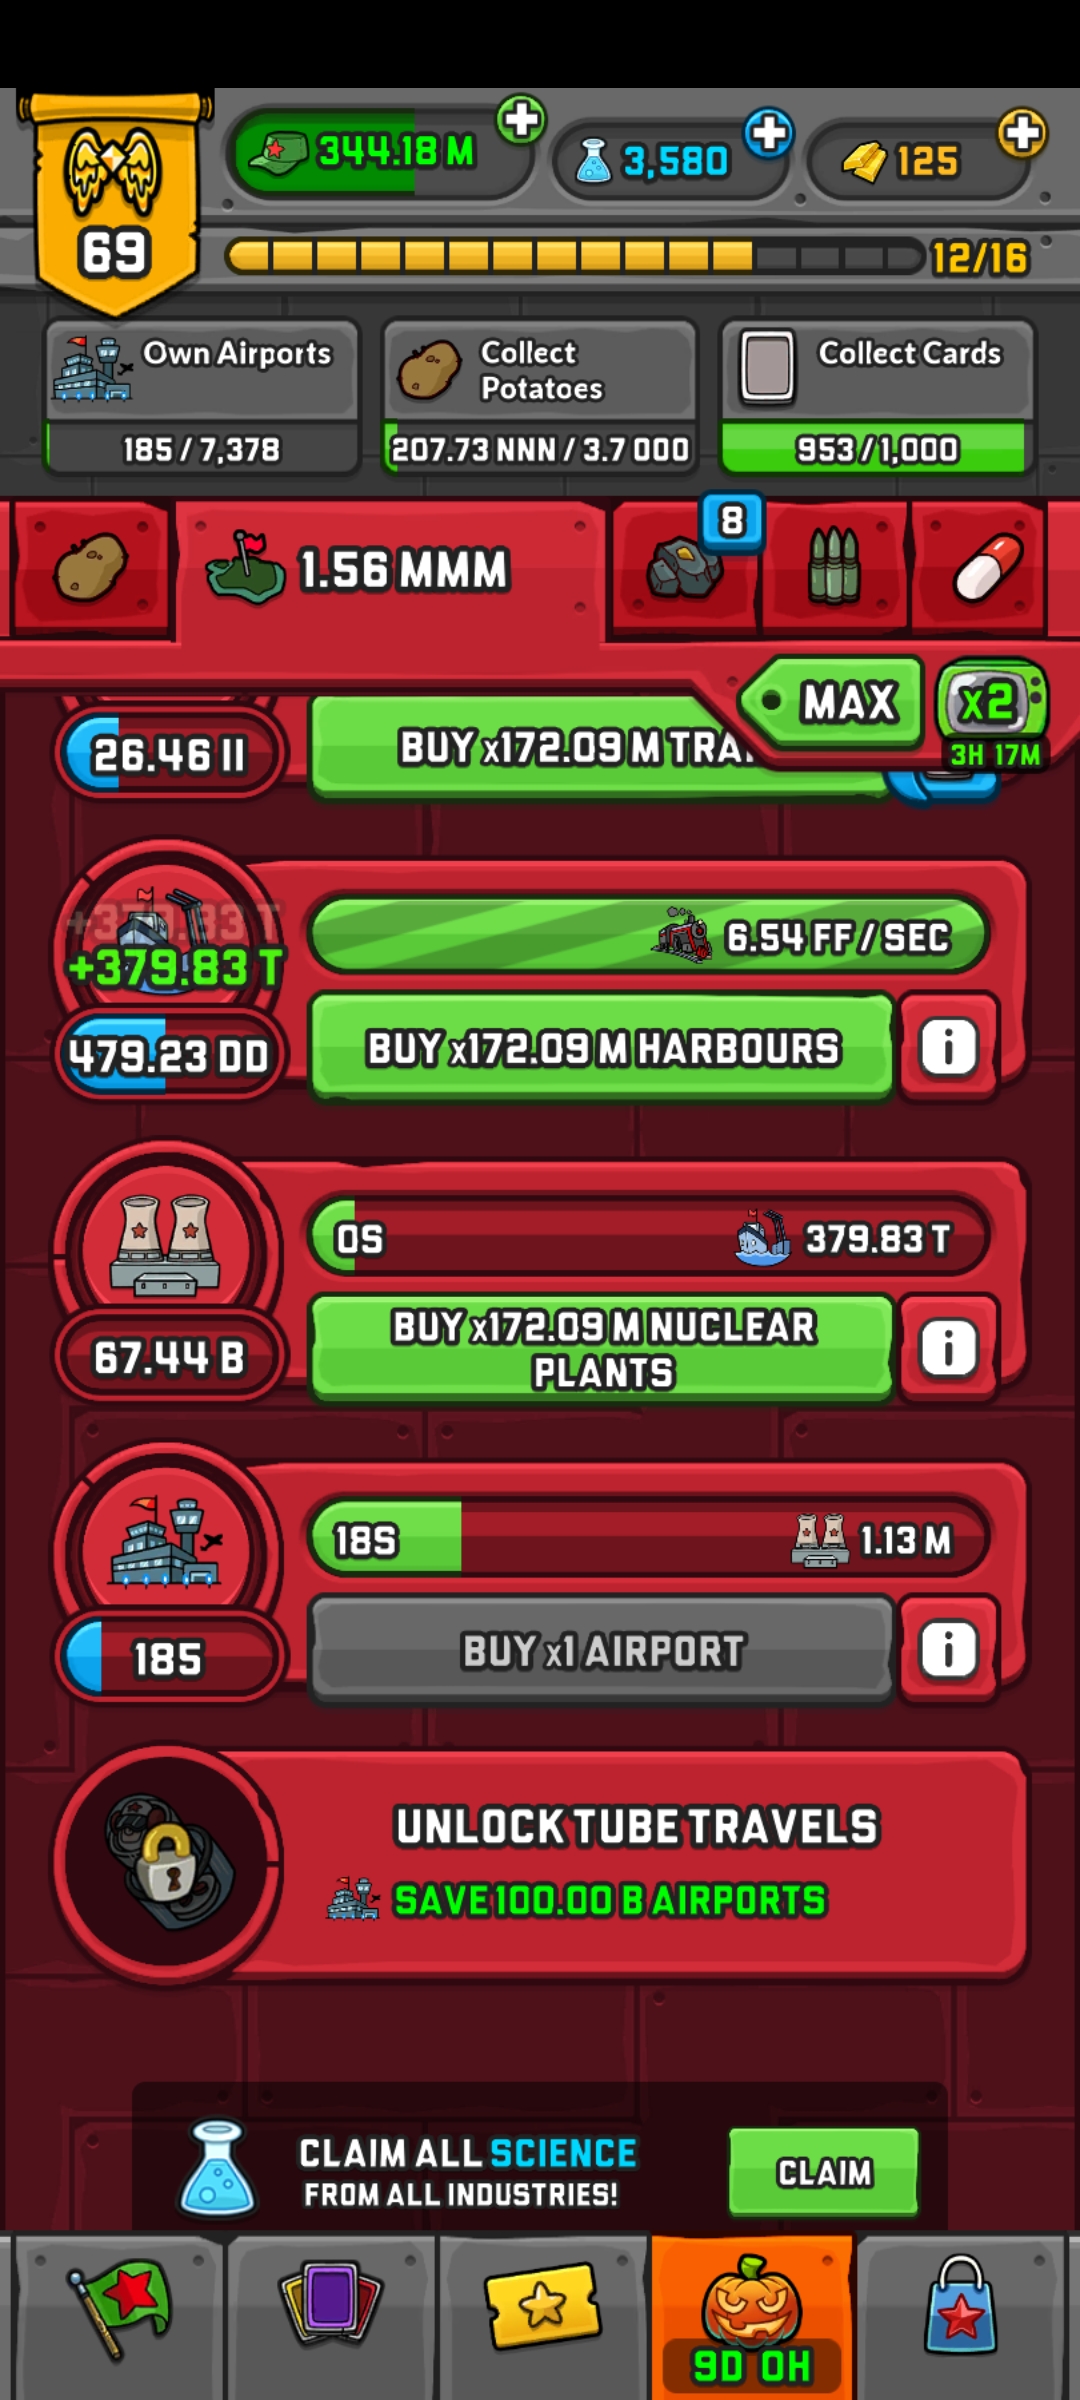 344.18 M
3,580
125
69
12/16
Own Airports
185 / 7,378
Collect
Potatoes
207.73 NNN / 3.7 OOO
Collect Cards
953 / 1,000
1.56 MMM
8
MAX
x2
3H 17M
26.46 II
BUY x172.09 M
+379.83 T
+379.83 T
6.54 FF / SEC
479.23 DD
BUY x172.09 M HARBOURS
i
0S
379.83 T
67.44 B
BUY x172.09 M NUCLEAR
PLANTS
i
18S
1.13 M
185
BUY x1 AIRPORT
i
UNLOCK TUBE TRAVELS
SAVE 100.00 B AIRPORTS
CLAIM ALL SCIENCE
FROM ALL INDUSTRIES!
CLAIM
9D 0H